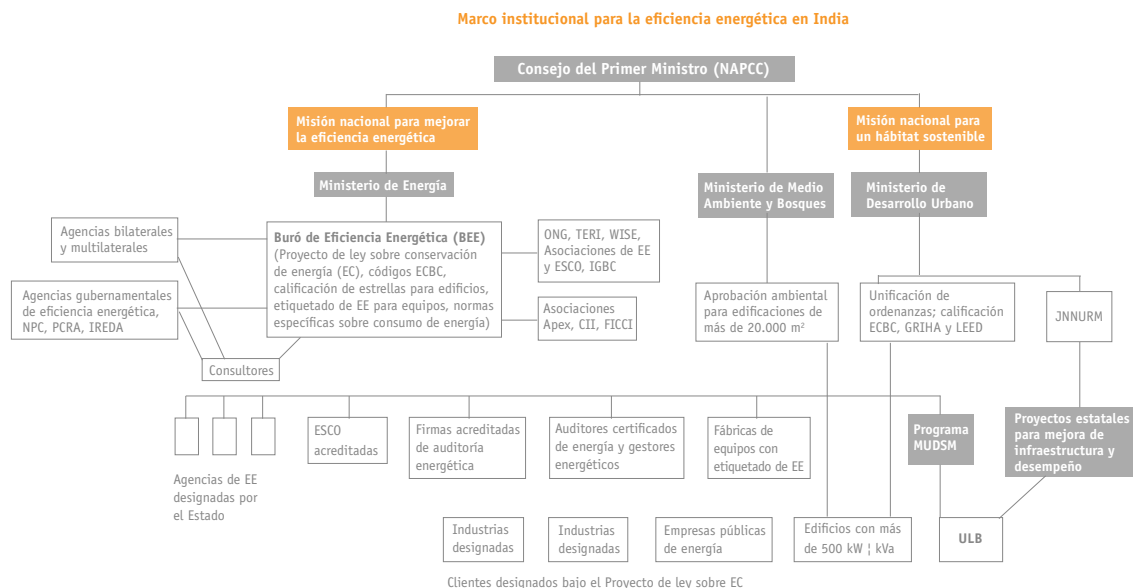 Marco institucional para la eficiencia energética en India
Consejo del Primer Ministro (NAPCC)
Misión nacional para mejorar
la eficiencia energética
Misión nacional para
un hábitat sostenible
Ministerio de Energía
Ministerio de Medio
Ambiente y Bosques
Ministerio de
Desarrollo Urbano
Agencias bilaterales
y multilaterales
Buró de Eficiencia Energética (BEE)
(Proyecto de ley sobre conservación
de energía (EC), códigos ECBC,
calificación de estrellas para edificios,
etiquetado de EE para equipos, normas
específicas sobre consumo de energía)
ONG, TERI, WISE,
Asociaciones de EE
y ESCO, IGBC
Agencias gubernamentales
de eficiencia energética,
NPC, PCRA, IREDA
Asociaciones
Apex, CII, FICCI
Aprobación ambiental
para edificaciones de
más de 20.000 m²
Unificación de
ordenanzas; calificación
ECBC, GRIHA y LEED
JNNURM
Consultores
ESCO
acreditadas
Firmas acreditadas
de auditoría
energética
Auditores certificados
de energía y gestores
energéticos
Fábricas de
equipos con
etiquetado de EE
Programa
MUDSM
Proyectos estatales
para mejora de
infraestructura y
desempeño
Agencias de EE
designadas por
el Estado
Industrias
designadas
Industrias
designadas
Empresas públicas
de energía
Edificios con más
de 500 kW ¦ kVa
ULB
Clientes designados bajo el Proyecto de ley sobre EC